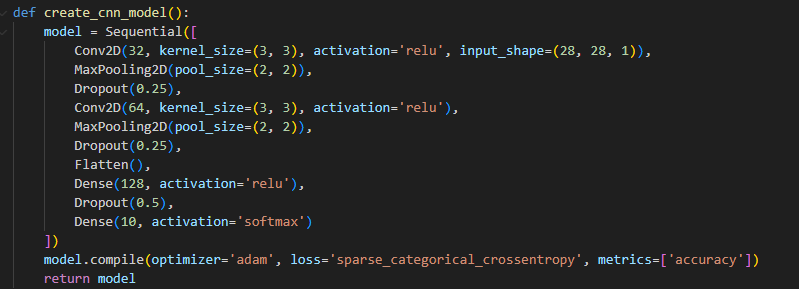 def create_cnn_model():
    model = Sequential([
        Conv2D(32, kernel_size=(3, 3), activation='relu', input_shape=(28, 28, 1)),
        MaxPooling2D(pool_size=(2, 2)),
        Dropout(0.25),
        Conv2D(64, kernel_size=(3, 3), activation='relu'),
        MaxPooling2D(pool_size=(2, 2)),
        Dropout(0.25),
        Flatten(),
        Dense(128, activation='relu'),
        Dropout(0.5),
        Dense(10, activation='softmax')
    ])
    model.compile(optimizer='adam', loss='sparse_categorical_crossentropy', metrics=['accuracy'])
    return model